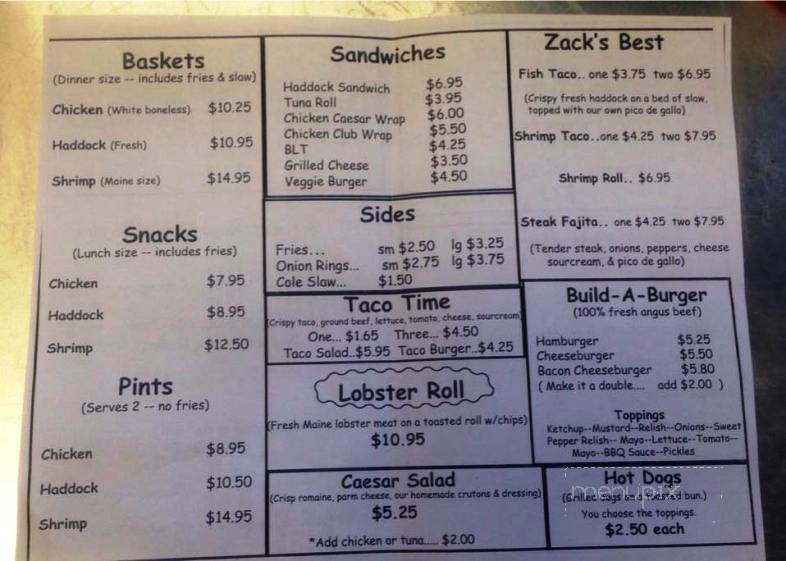 Baskets
(Dinner size -- includes fries & slaw)
Chicken (White boneless) $10.25
Haddock (Fresh) $10.95
Shrimp (Maine size) $14.95
Snacks
(Lunch size -- includes fries)
Chicken $7.95
Haddock $8.95
Shrimp $12.50
Pints
(Serves 2 -- no fries)
Chicken $8.95
Haddock $10.50
Shrimp $14.95
Sandwiches
Haddock Sandwich $6.95
Tuna Roll $3.95
Chicken Caesar Wrap $6.00
Chicken Club Wrap $5.50
BLT $4.25
Grilled Cheese $3.50
Veggie Burger $4.50
Sides
Fries... sm $2.50 lg $3.25
Onion Rings... sm $2.75 lg $3.75
Cole Slaw... $1.50
Taco Time
(Crispy taco, ground beef, lettuce, tomato, cheese, sourcream)
One... $1.65 Three... $4.50
Taco Salad..$5.95 Taco Burger..$4.25
Lobster Roll
(Fresh Maine lobster meat on a toasted roll w/chips)
$10.95
Caesar Salad
(Crisp romaine, parm cheese, our homemade crutons & dressing)
$5.25
*Add chicken or tuna..... $2.00
Zack's Best
Fish Taco.. one $3.75 two $6.95
(Crispy fresh haddock on a bed of slaw,
topped with our own pico de gallo)
Shrimp Taco..one $4.25 two $7.95
Shrimp Roll.. $6.95
Steak Fajita.. one $4.25 two $7.95
(Tender steak, onions, peppers, cheese
sourcream, & pico de gallo)
Build-A-Burger
(100% fresh angus beef)
Hamburger $5.25
Cheeseburger $5.50
Bacon Cheeseburger $5.80
( Make it a double.... add $2.00 )
Toppings
Ketchup--Mustard--Relish--Onions--Sweet
Pepper Relish-- Mayo--Lettuce--Tomato--
Mayo--BBQ Sauce--Pickles
Hot Dogs
menupix
(Grilled dogs on a toasted bun.)
You choose the toppings.
$2.50 each